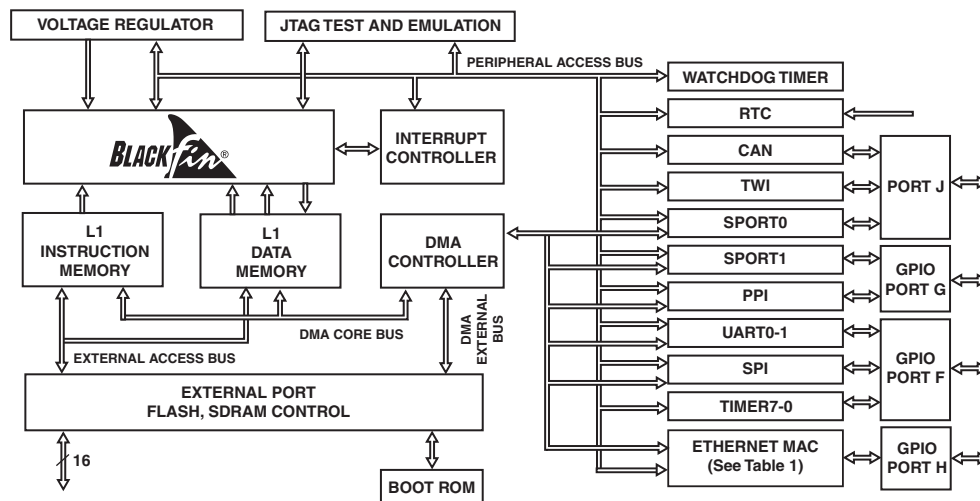 VOLTAGE REGULATOR
JTAG TEST AND EMULATION
PERIPHERAL ACCESS BUS
WATCHDOG TIMER
RTC
BLACKfin®
INTERRUPT
CONTROLLER
CAN
TWI
PORT J
SPORT0
L1
INSTRUCTION
MEMORY
L1
DATA
MEMORY
DMA
CONTROLLER
SPORT1
GPIO
PORT G
PPI
DMA CORE BUS
DMA
EXTERNAL
BUS
EXTERNAL ACCESS BUS
UART0-1
GPIO
PORT F
SPI
TIMER7-0
EXTERNAL PORT
FLASH, SDRAM CONTROL
16
BOOT ROM
ETHERNET MAC
(See Table 1)
GPIO
PORT H